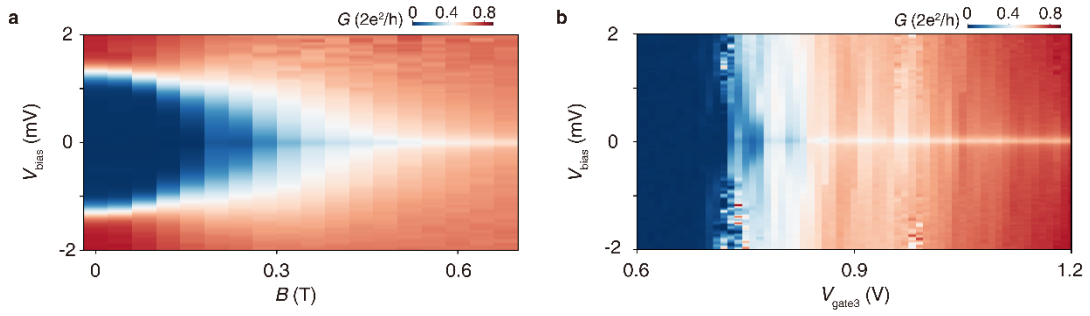 a
G (2e²/h) 0 0.4 0.8
2
0
-2
V_bias (mV)
0 0.3 0.6
B (T)
b
G (2e²/h) 0 0.4 0.8
2
0
-2
V_bias (mV)
0.6 0.9 1.2
V_gate3 (V)